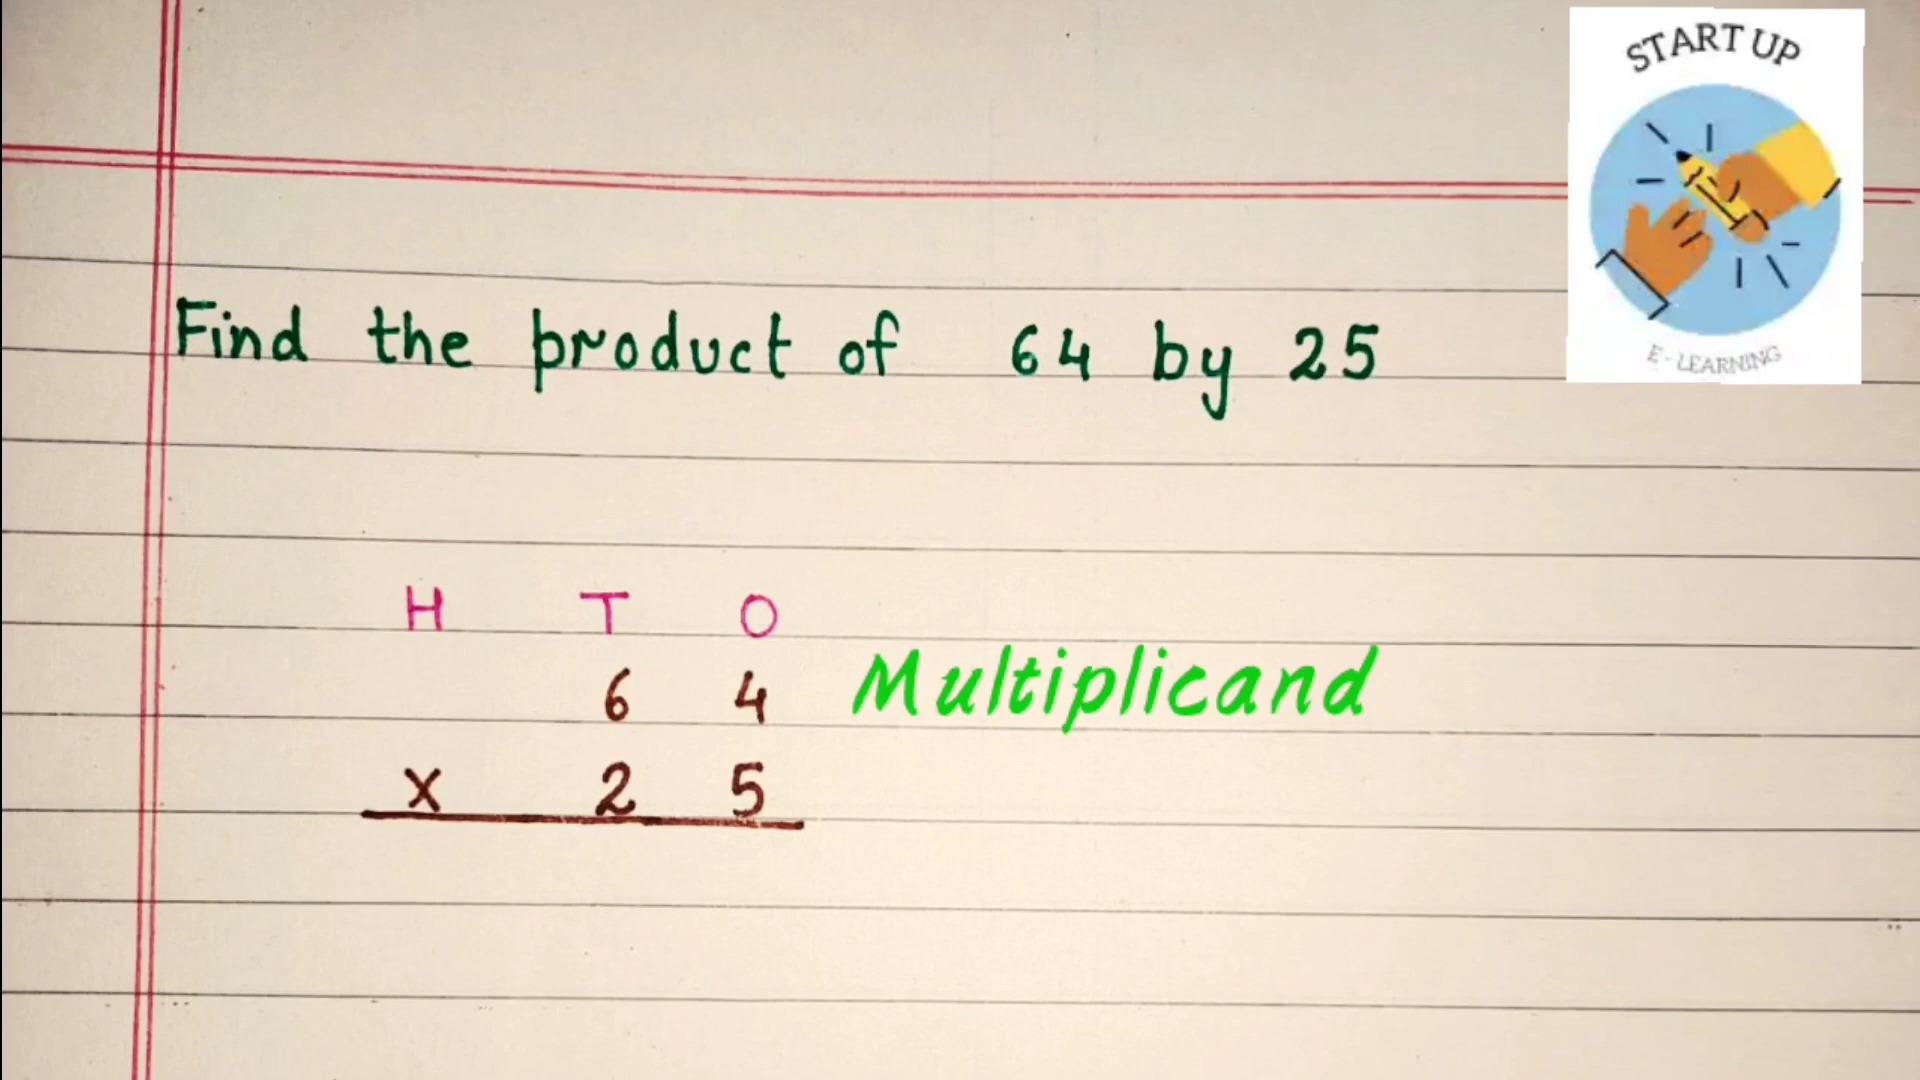 START UP
E-LEARNING
Find the product of 64 by 25
H T O
6 4 Multiplicand
x 2 5